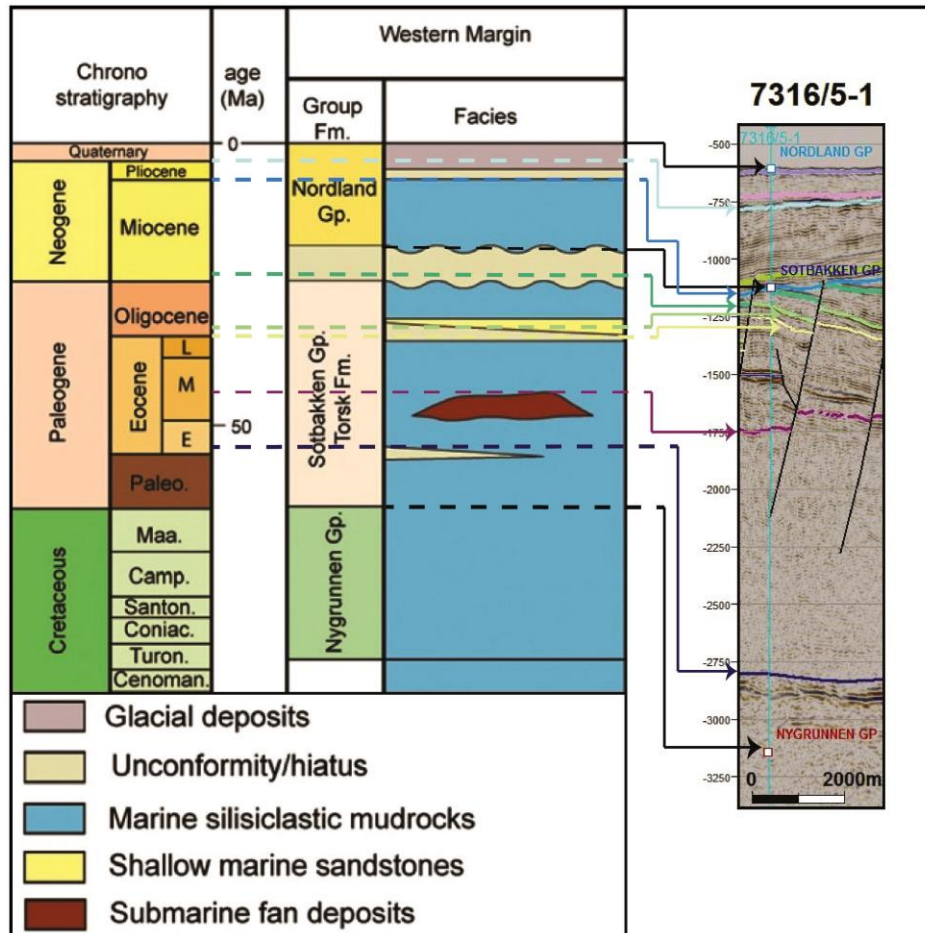 Western Margin
Chrono
stratigraphy
age
(Ma)
Group
Fm.
Facies
7316/5-1
Quaternary
Neogene
Pliocene
Miocene
Paleogene
Oligocene
Eocene
L
M
E
Paleo.
Cretaceous
Maa.
Camp.
Santon.
Coniac.
Turon.
Cenoman.
0
50
Nordland
Gp.
Sotbakken Gp.
Torsk Fm.
Nygrunnen Gp.
7316/5-1
NORDLAND GP
SOTBAKKEN GP
NYGRUNNEN GP
-500
-750
-1000
-1250
-1500
-1750
-2000
-2250
-2500
-2750
-3000
-3250
0 2000m
Glacial deposits
Unconformity/hiatus
Marine silisiclastic mudrocks
Shallow marine sandstones
Submarine fan deposits